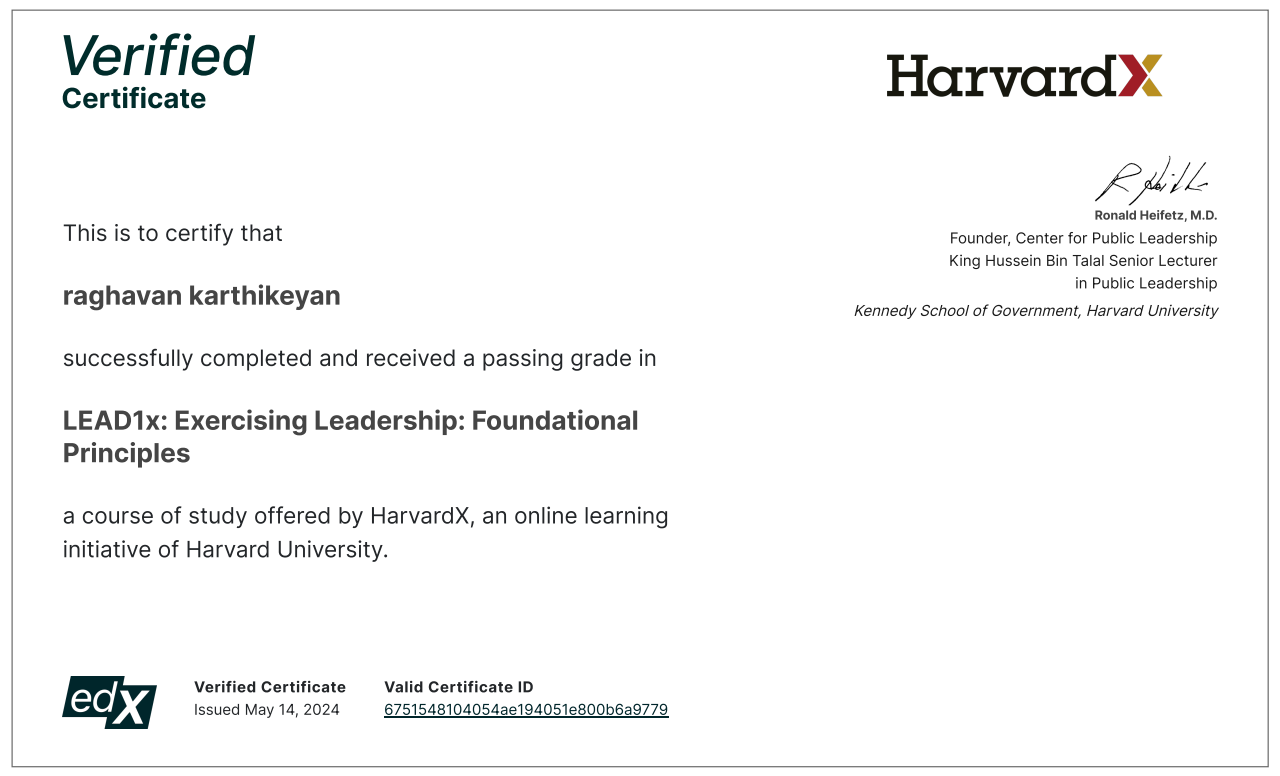 Verified
Certificate
HarvardX
Ronald Heifetz, M.D.
Founder, Center for Public Leadership
King Hussein Bin Talal Senior Lecturer
in Public Leadership
Kennedy School of Government, Harvard University
This is to certify that
raghavan karthikeyan
successfully completed and received a passing grade in
LEAD1x: Exercising Leadership: Foundational
Principles
a course of study offered by HarvardX, an online learning
initiative of Harvard University.
edX
Verified Certificate
Issued May 14, 2024
Valid Certificate ID
6751548104054ae194051e800b6a9779